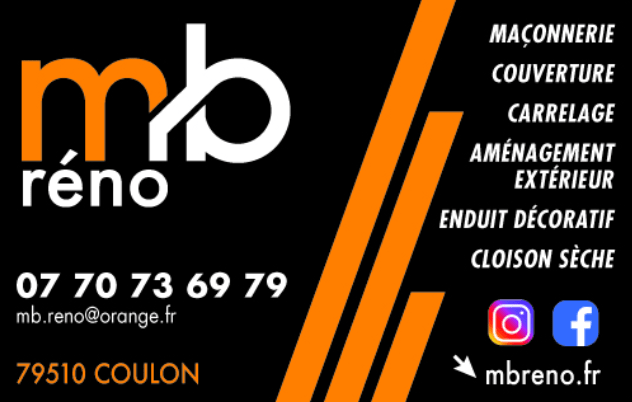 mb
réno
07 70 73 69 79
mb.reno@orange.fr
79510 COULON
MAÇONNERIE
COUVERTURE
CARRELAGE
AMÉNAGEMENT
EXTÉRIEUR
ENDUIT DÉCORATIF
CLOISON SÈCHE
mbreno.fr